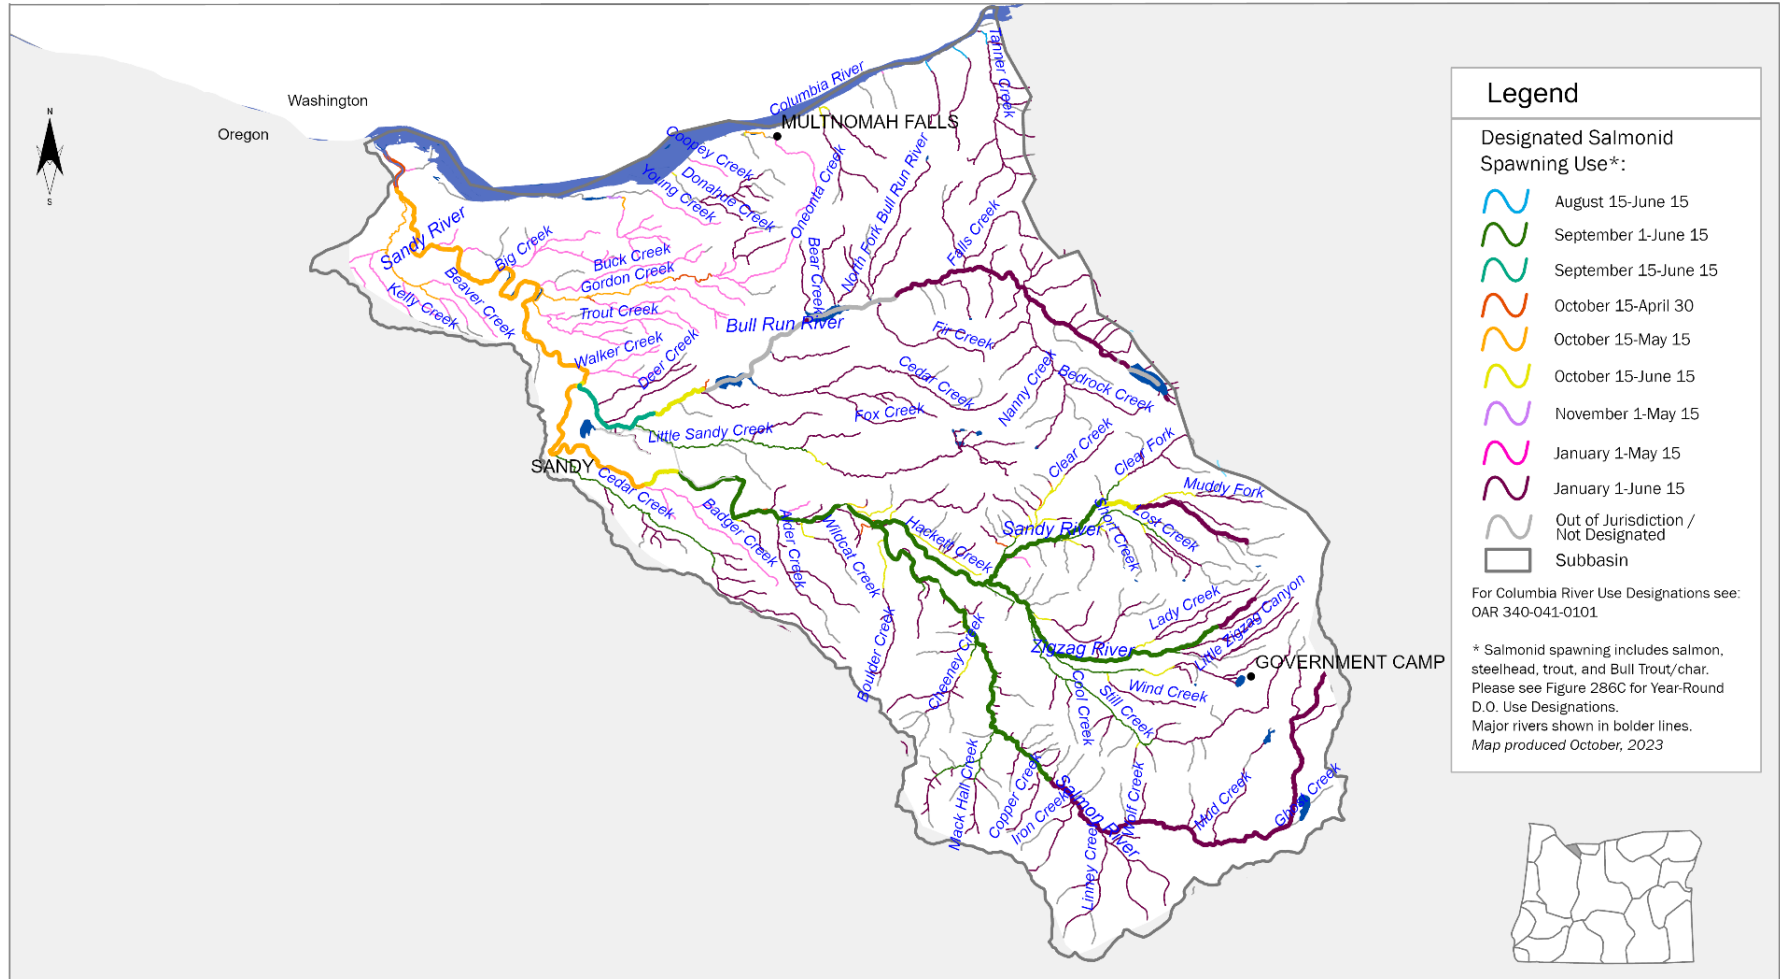 N
S
Washington
Oregon
Columbia River
MULTNOMAH FALLS
Tanner Creek
Coopey Creek
Donahue Creek
Young Creek
Oneonta Creek
North Fork Bull Run River
Falls Creek
Bear Creek
Sandy River
Big Creek
Buck Creek
Gordon Creek
Beaver Creek
Kelly Creek
Trout Creek
Walker Creek
Deer Creek
Bull Run River
Fir Creek
Cedar Creek
Nanny Creek
Bedrock Creek
Fox Creek
Little Sandy Creek
SANDY
Cedar Creek
Clear Creek
Clear Fork
Muddy Fork
Badger Creek
Alder Creek
Wildcat Creek
Hackett Creek
Sandy River
Short Creek
Lost Creek
Boulder Creek
Cheeney Creek
Lady Creek
Little Zigzag Canyon
Zigzag River
GOVERNMENT CAMP
Wind Creek
Still Creek
Cool Creek
Mack Hall Creek
Copper Creek
Iron Creek
Salmon River
Wolf Creek
Mud Creek
Ghost Creek
Linney Creek
Legend
Designated Salmonid
Spawning Use*:
August 15-June 15
September 1-June 15
September 15-June 15
October 15-April 30
October 15-May 15
October 15-June 15
November 1-May 15
January 1-May 15
January 1-June 15
Out of Jurisdiction /
Not Designated
Subbasin
For Columbia River Use Designations see:
OAR 340-041-0101
* Salmonid spawning includes salmon,
steelhead, trout, and Bull Trout/char.
Please see Figure 286C for Year-Round
D.O. Use Designations.
Major rivers shown in bolder lines.
Map produced October, 2023